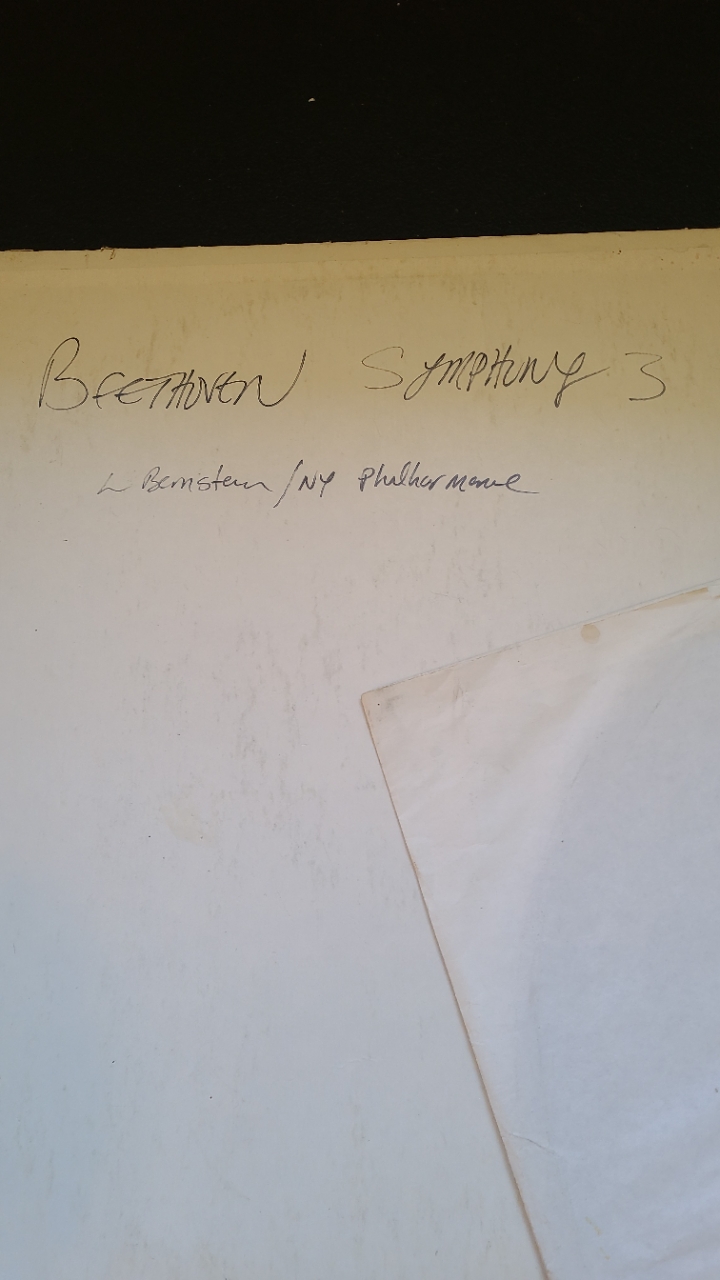 BEETHOVEN SYMPHONY 3
L Bernstein / NY Philharmonic